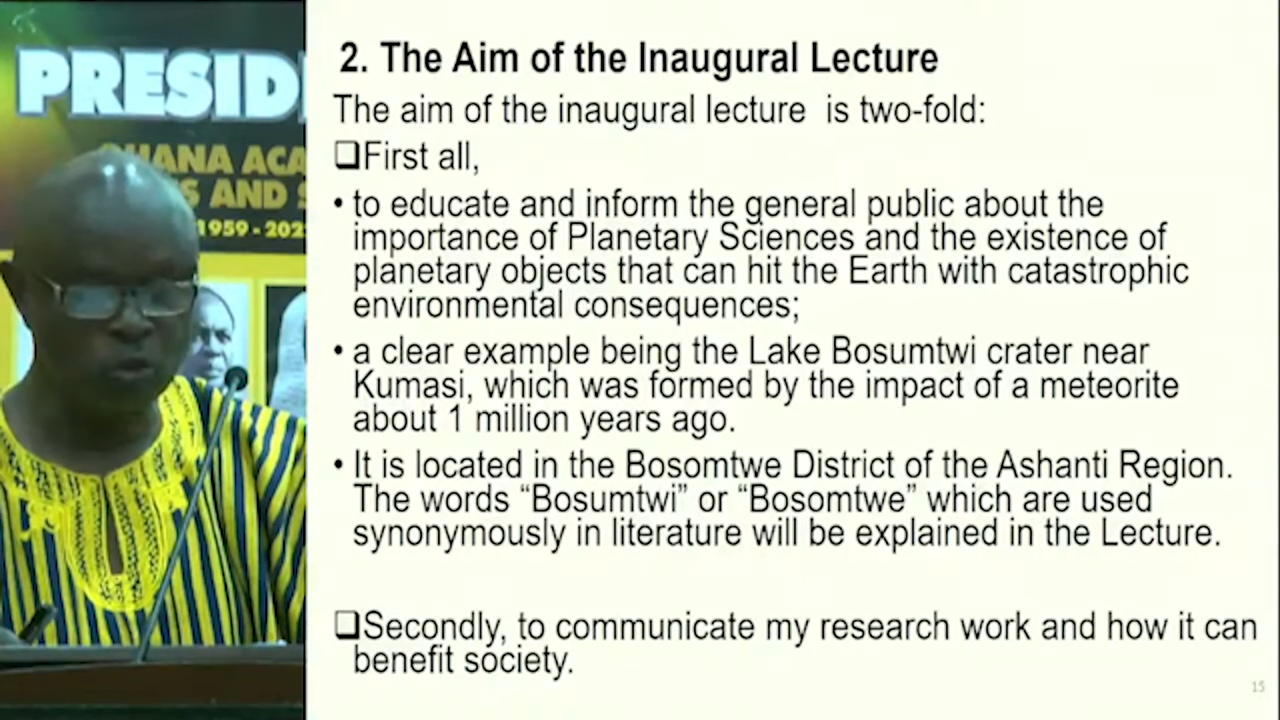 PRESID
GHANA ACA
S AND S
1959 - 202
2. The Aim of the Inaugural Lecture
The aim of the inaugural lecture is two-fold:
❑First all,
• to educate and inform the general public about the
importance of Planetary Sciences and the existence of
planetary objects that can hit the Earth with catastrophic
environmental consequences;
• a clear example being the Lake Bosumtwi crater near
Kumasi, which was formed by the impact of a meteorite
about 1 million years ago.
• It is located in the Bosomtwe District of the Ashanti Region.
The words “Bosumtwi” or “Bosomtwe” which are used
synonymously in literature will be explained in the Lecture.
❑Secondly, to communicate my research work and how it can
benefit society.
15